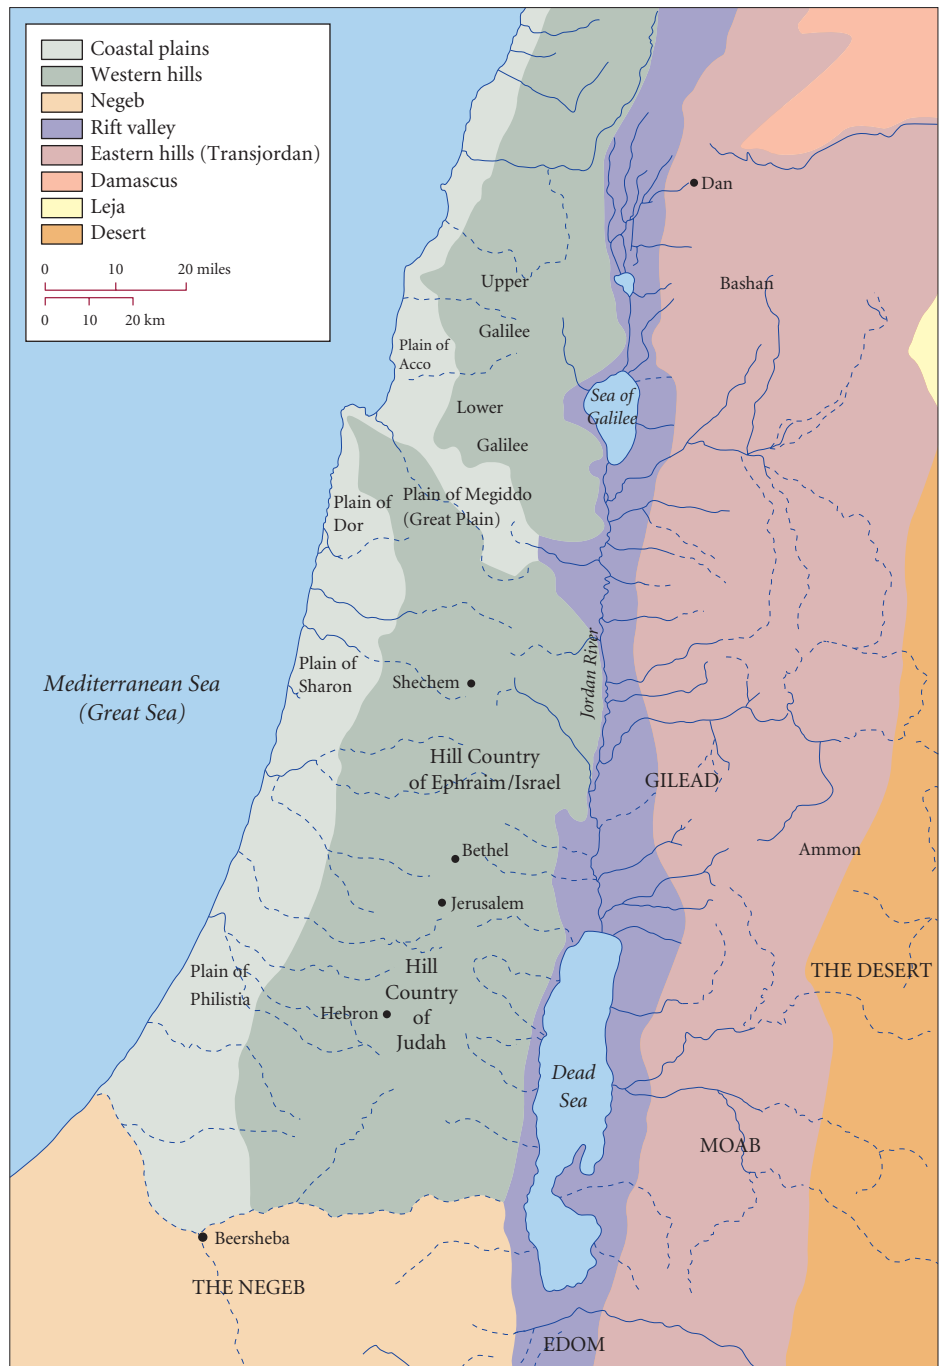 Coastal plains
Western hills
Negeb
Rift valley
Eastern hills (Transjordan)
Damascus
Leja
Desert
0 10 20 miles
0 10 20 km
Dan
Upper
Galilee
Bashan
Plain of
Acco
Sea of
Galilee
Lower
Galilee
Plain of Megiddo
(Great Plain)
Plain of
Dor
Jordan River
Plain of
Sharon
Shechem
Mediterranean Sea
(Great Sea)
Hill Country
of Ephraim/Israel
GILEAD
Bethel
Ammon
Jerusalem
Plain of
Philistia
Hill
Country
of
Judah
THE DESERT
Hebron
Dead
Sea
MOAB
Beersheba
THE NEGEB
EDOM